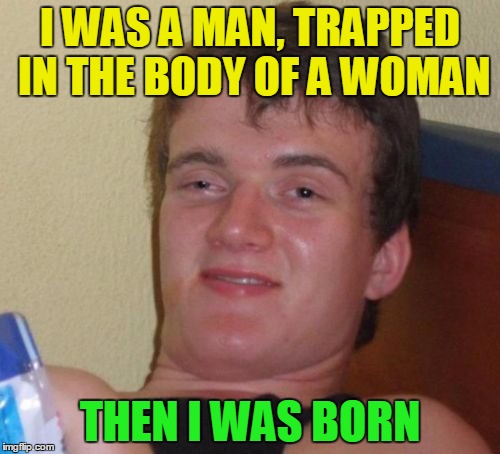 I WAS A MAN, TRAPPED
IN THE BODY OF A WOMAN
THEN I WAS BORN
imgflip.com